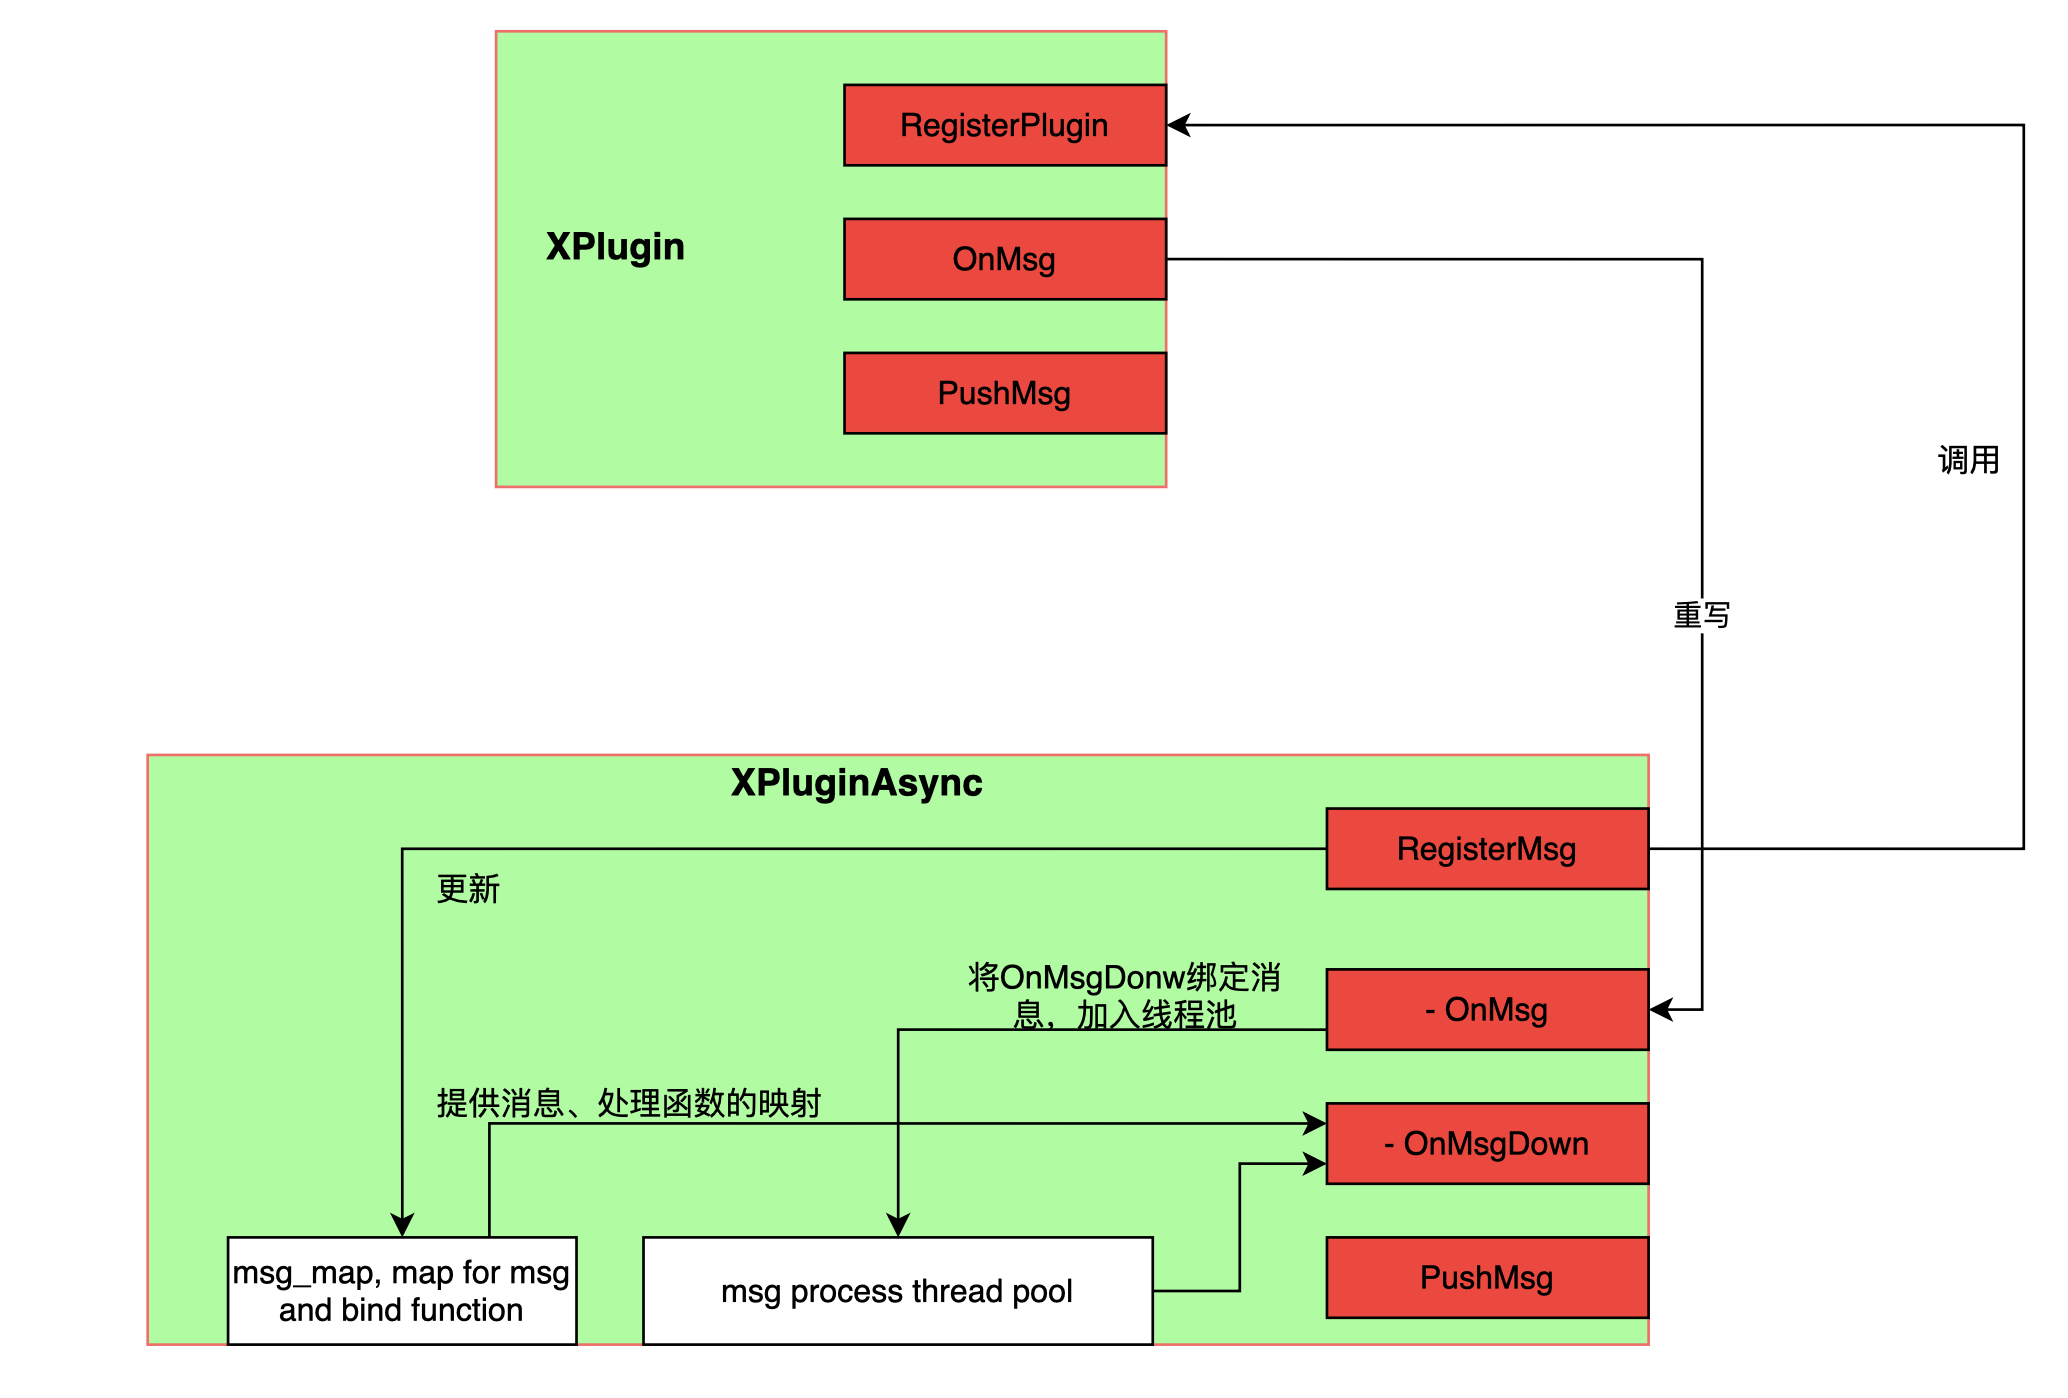 RegisterPlugin
XPlugin
OnMsg
PushMsg
调用
重写
XPluginAsync
RegisterMsg
更新
将OnMsgDonw绑定消
息，加入线程池
- OnMsg
提供消息、处理函数的映射
- OnMsgDown
msg_map, map for msg
and bind function
msg process thread pool
PushMsg